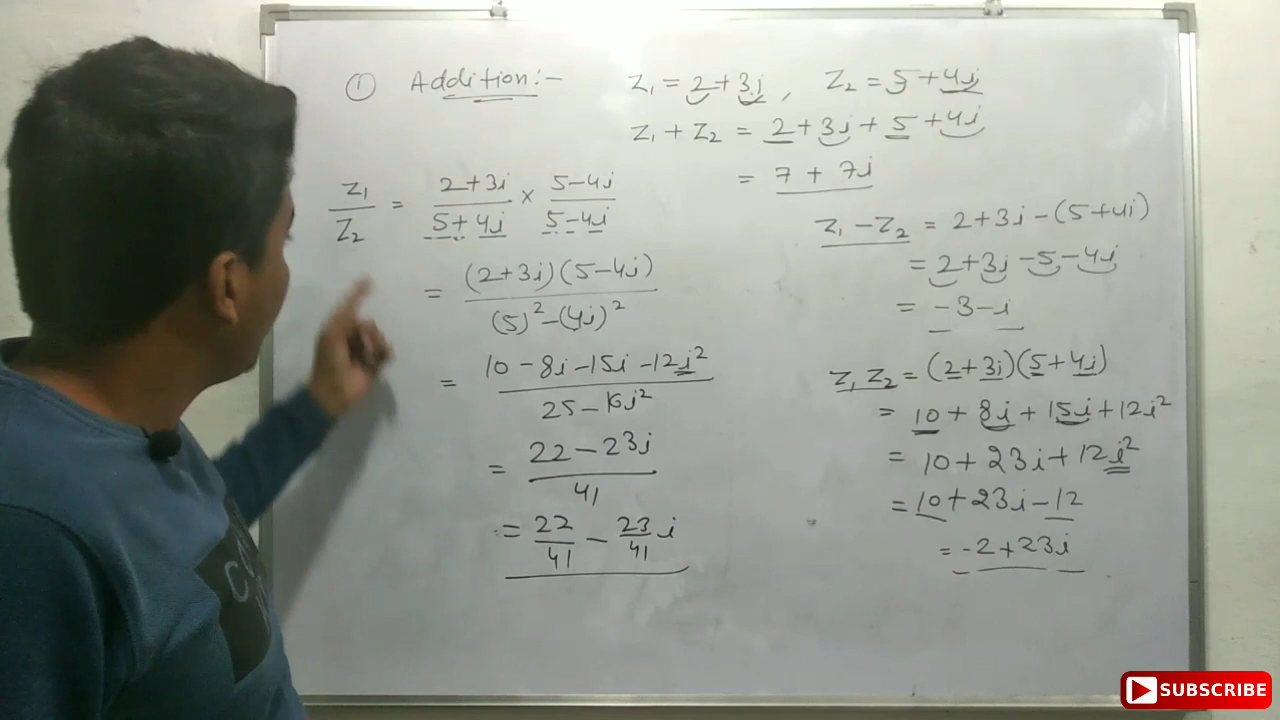 ① Addition:- Z₁ = 2+3i , Z₂ = 5+4i
Z₁ + Z₂ = 2+3i+5+4i
= 7 + 7i
Z₁/Z₂ = (2+3i)/(5+4i) × (5-4i)/(5-4i)
= (2+3i)(5-4i)/((5)²-(4i)²)
= (10-8i-15i-12i²)/(25-16i²)
= (22-23i)/41
= 22/41 - 23/41 i
Z₁-Z₂ = 2+3i-(5+4i)
= 2+3i-5-4i
= -3-i
Z₁ Z₂ = (2+3i)(5+4i)
= 10+8i+15i+12i²
= 10+23i+12i²
= 10+23i-12
= -2+23i
SUBSCRIBE